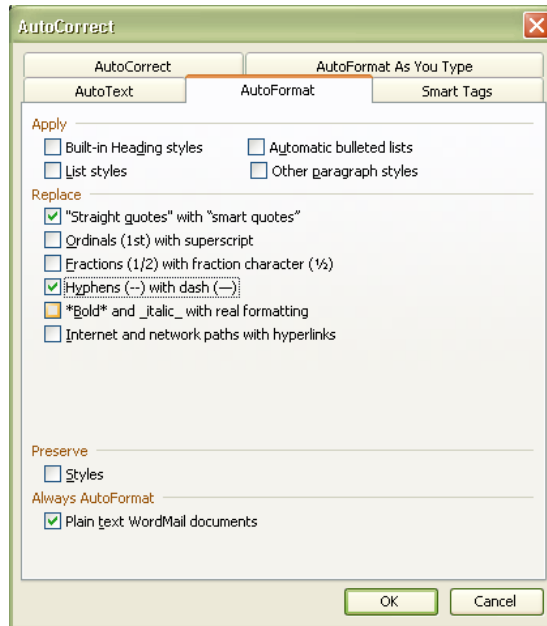 AutoCorrect
AutoCorrect AutoFormat As You Type
AutoText AutoFormat Smart Tags
Apply
Built-in Heading styles Automatic bulleted lists
List styles Other paragraph styles
Replace
"Straight quotes" with “smart quotes”
Ordinals (1st) with superscript
Fractions (1/2) with fraction character (½)
Hyphens (--) with dash (—)
*Bold* and _italic_ with real formatting
Internet and network paths with hyperlinks
Preserve
Styles
Always AutoFormat
Plain text WordMail documents
OK Cancel